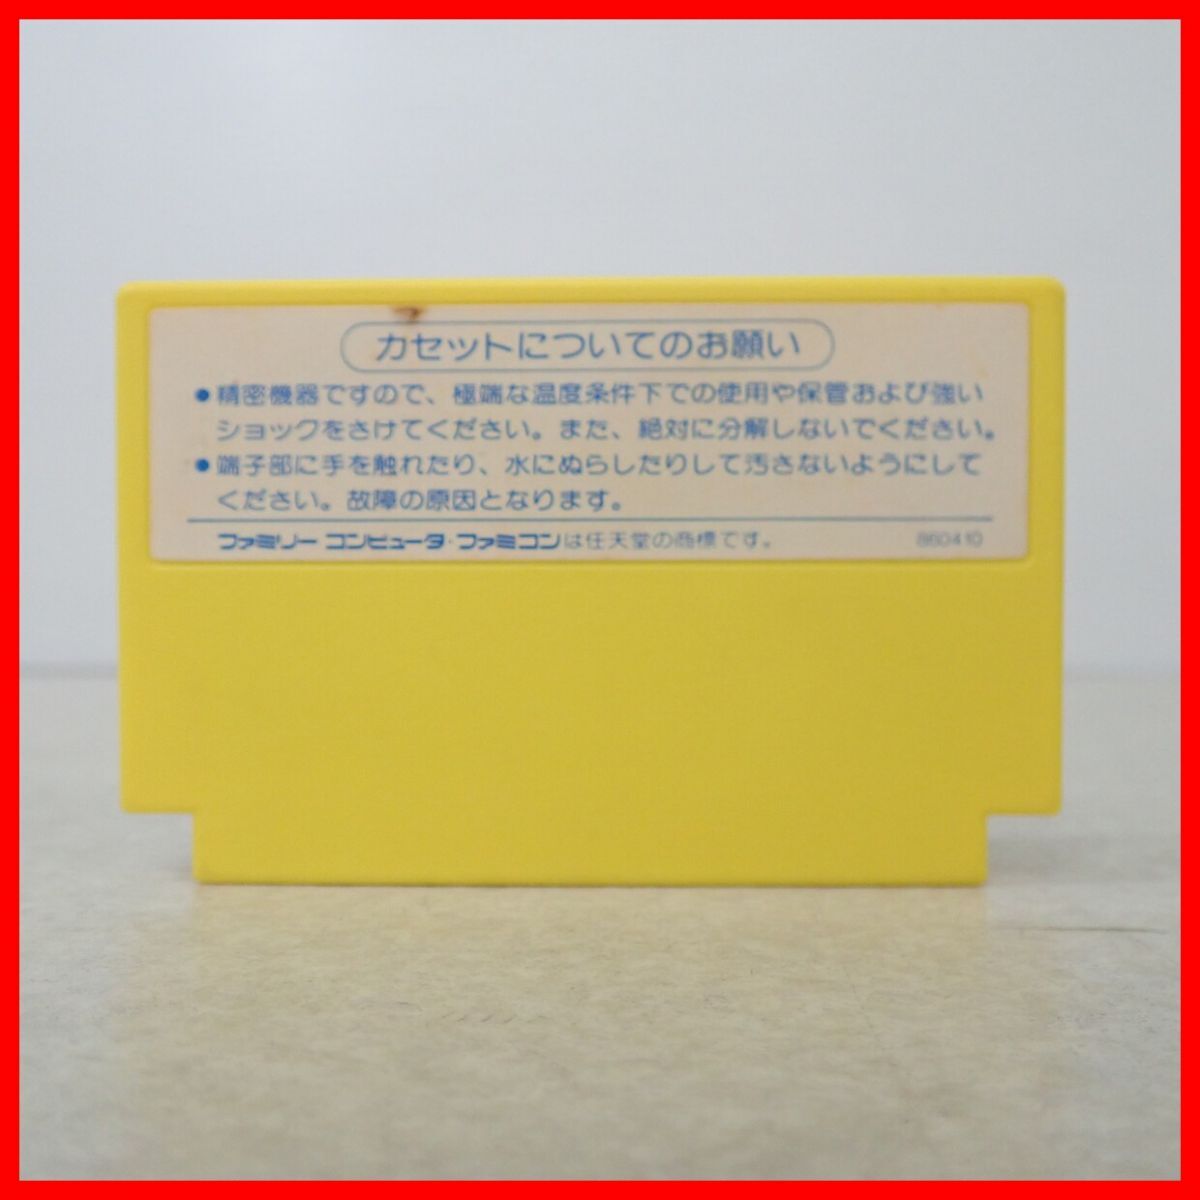 カセットについてのお願い
●精密機器ですので、極端な温度条件下での使用や保管および強い
ショックをさけてください。また、絶対に分解しないでください。
●端子部に手を触れたり、水にぬらしたりして汚さないようにして
ください。故障の原因となります。
ファミリー コンピュータ・ファミコンは任天堂の商標です。 860410